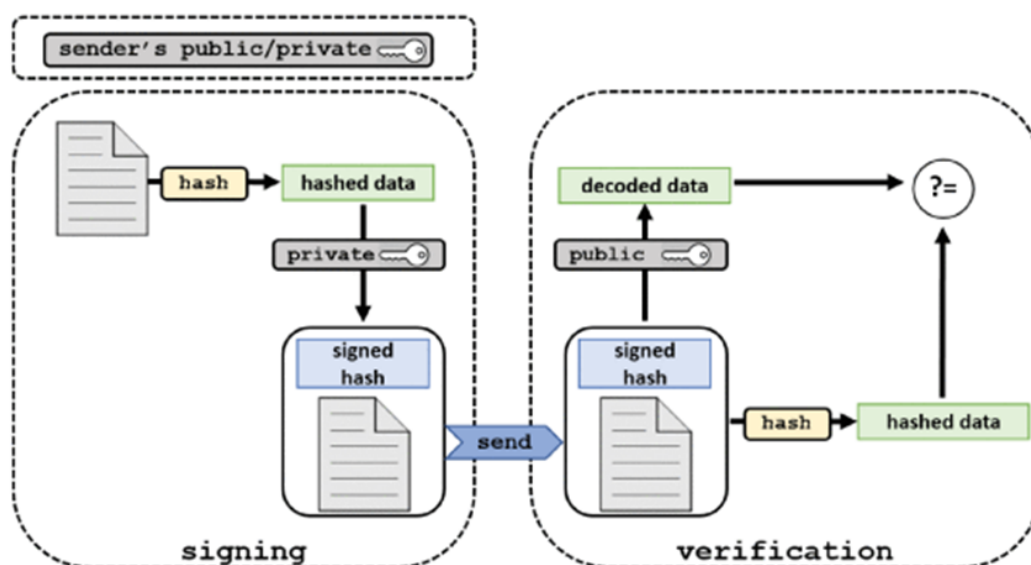 sender's public/private
hash
hashed data
private
signed
hash
send
signing
decoded data
?=
public
signed
hash
hash
hashed data
verification